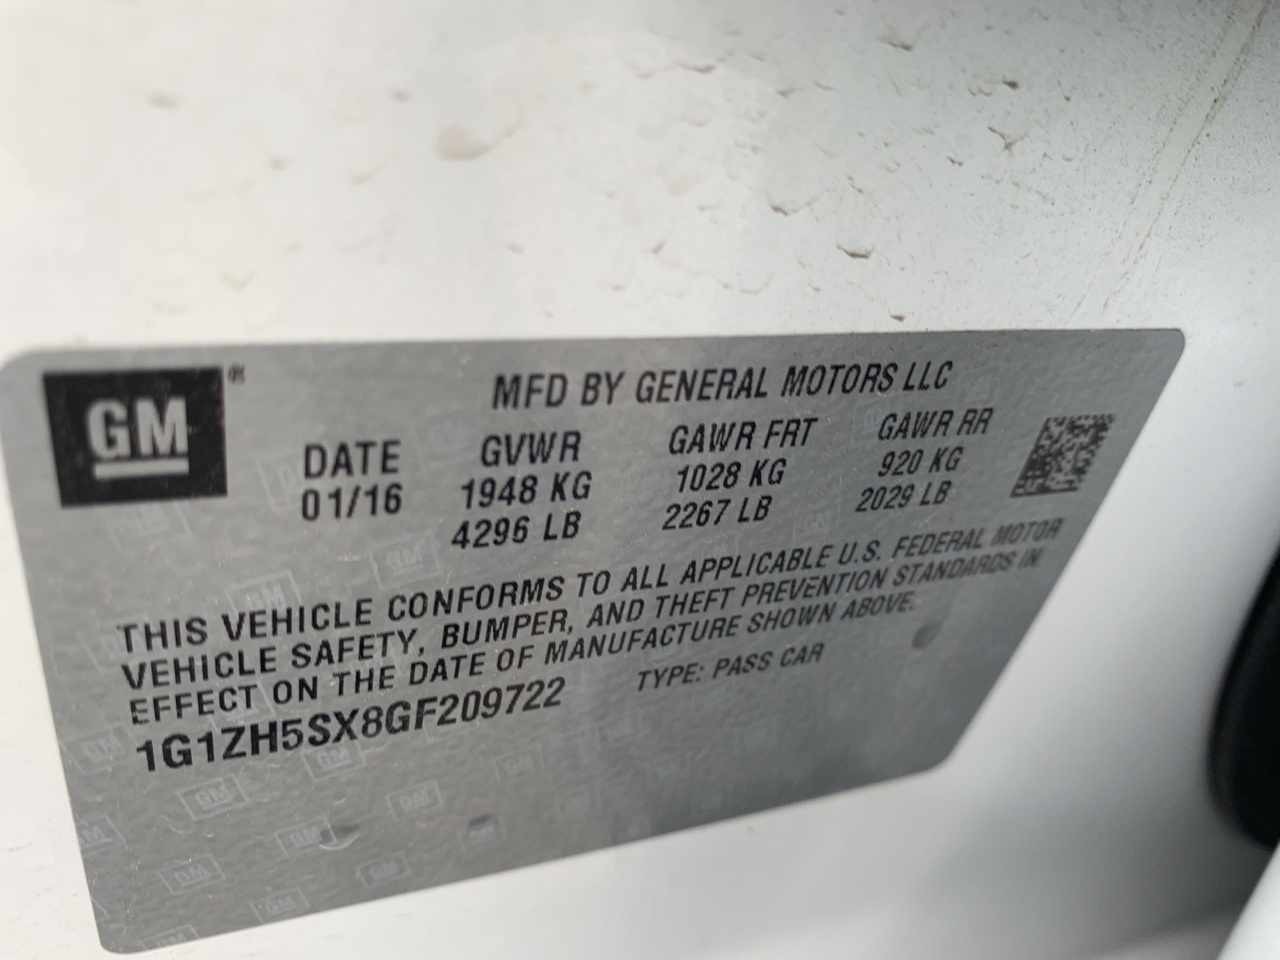 GM®
MFD BY GENERAL MOTORS LLC
DATE GVWR GAWR FRT GAWR RR
01/16 1948 KG 1028 KG 920 KG
4296 LB 2267 LB 2029 LB
THIS VEHICLE CONFORMS TO ALL APPLICABLE U.S. FEDERAL MOTOR
VEHICLE SAFETY, BUMPER, AND THEFT PREVENTION STANDARDS IN
EFFECT ON THE DATE OF MANUFACTURE SHOWN ABOVE.
1G1ZH5SX8GF209722 TYPE: PASS CAR